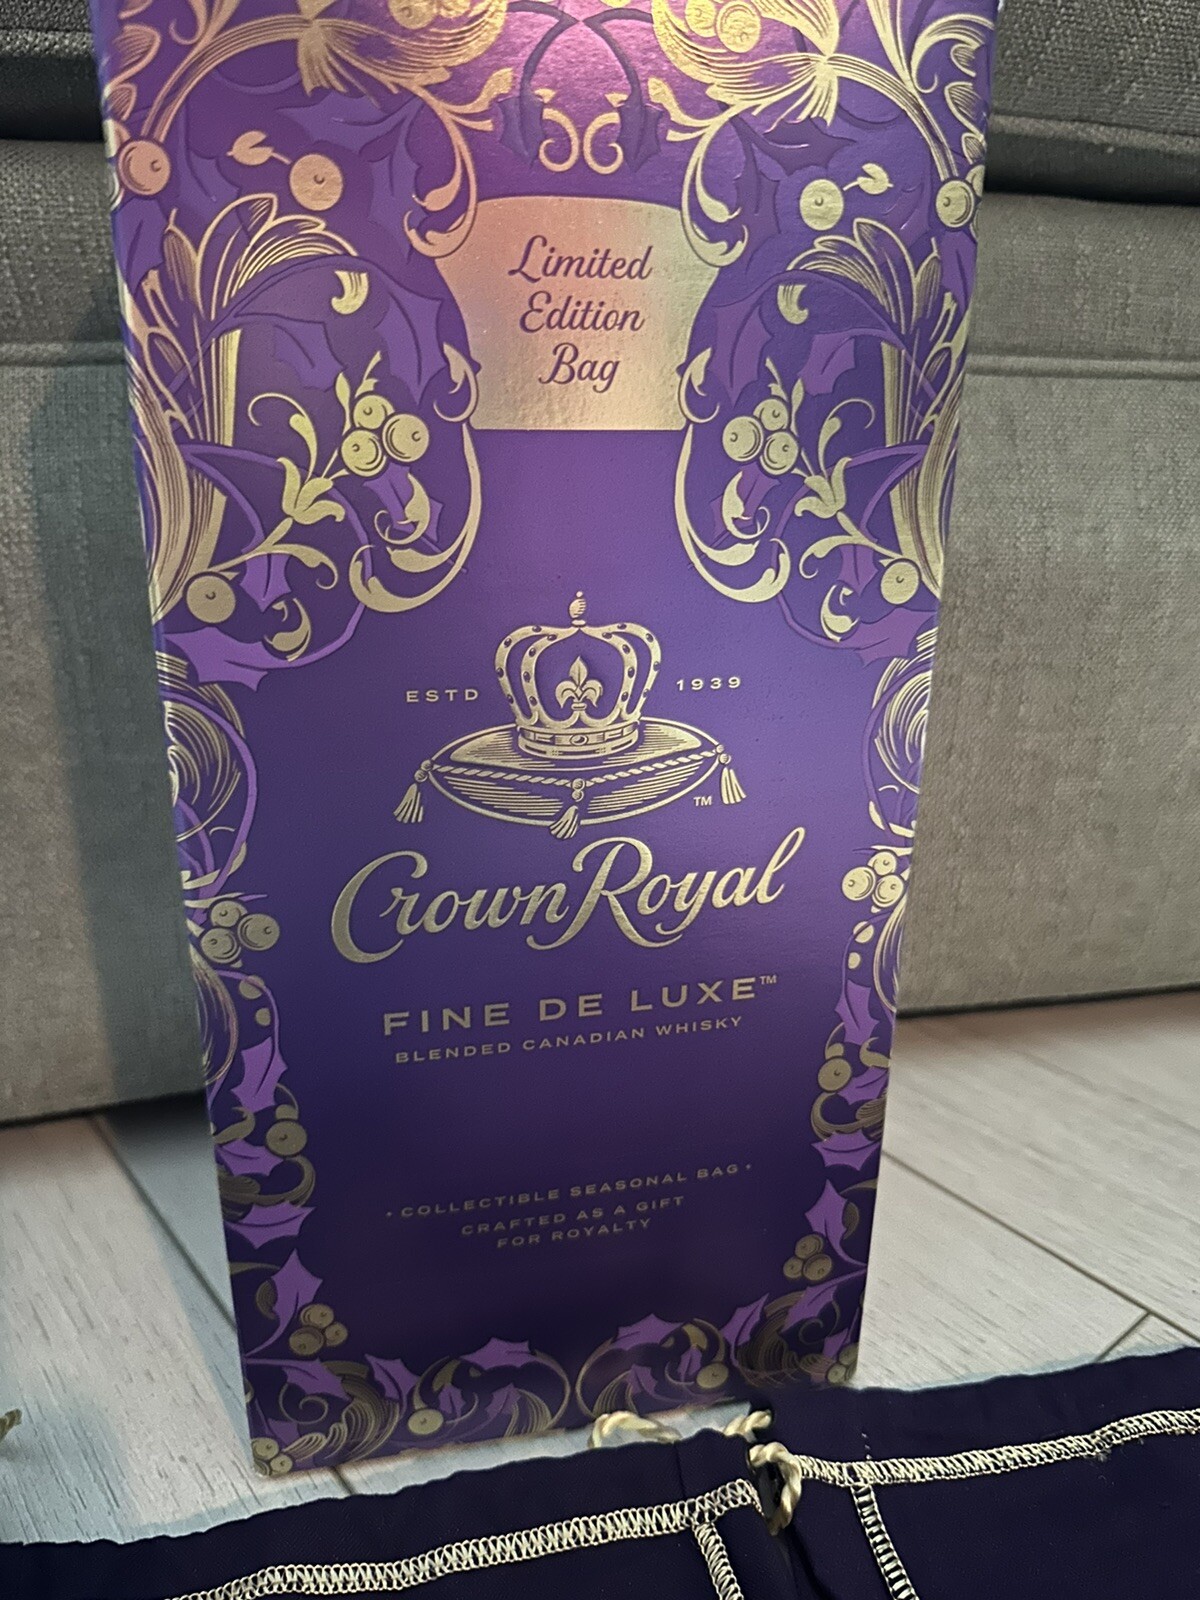 Limited
Edition
Bag
ESTD 1939
TM
Crown Royal
FINE DE LUXE™
BLENDED CANADIAN WHISKY
• COLLECTIBLE SEASONAL BAG •
CRAFTED AS A GIFT
FOR ROYALTY